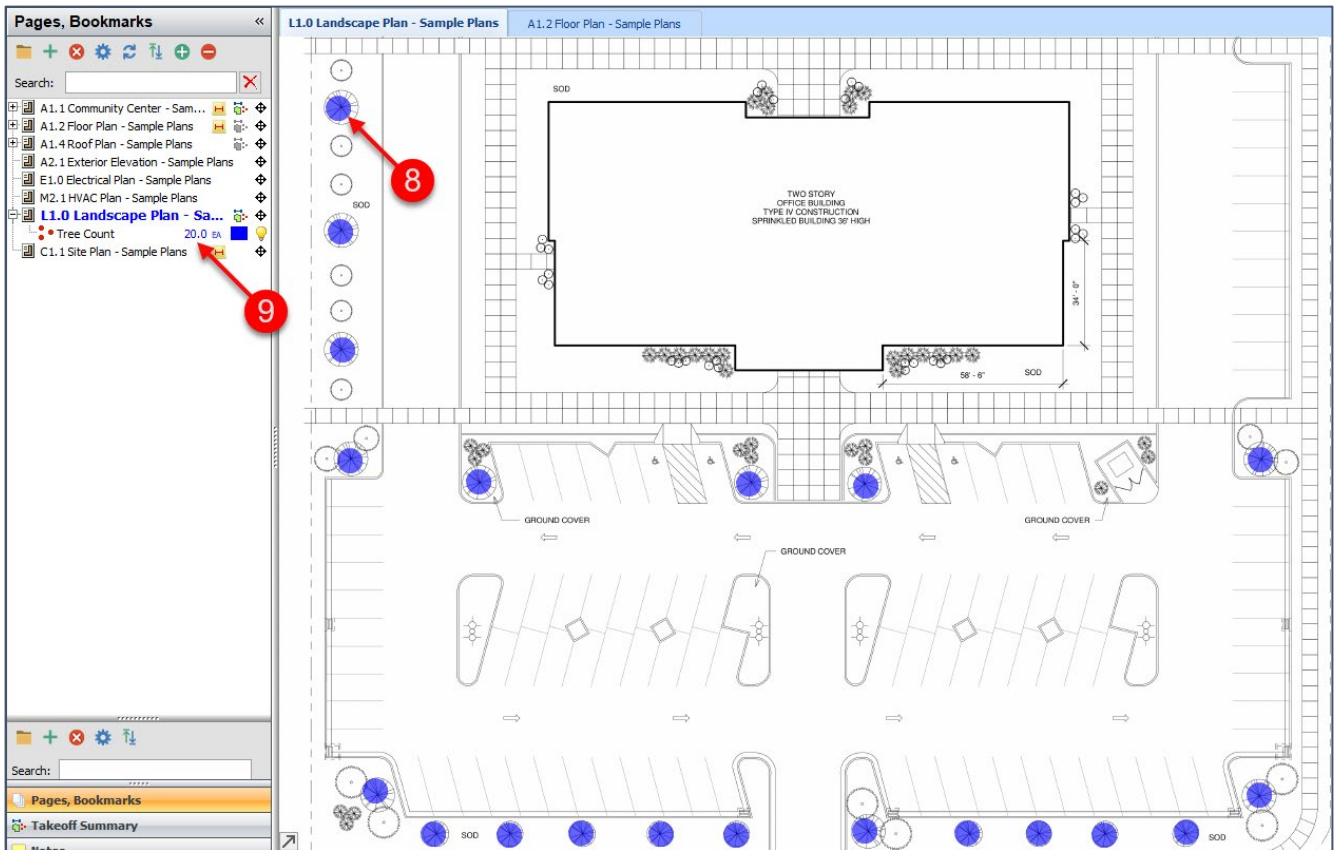 Pages, Bookmarks «
Search:
A1.1 Community Center - Sam...
A1.2 Floor Plan - Sample Plans
A1.4 Roof Plan - Sample Plans
A2.1 Exterior Elevation - Sample Plans
E1.0 Electrical Plan - Sample Plans
M2.1 HVAC Plan - Sample Plans
L1.0 Landscape Plan - Sa...
Tree Count 20.0 EA
C1.1 Site Plan - Sample Plans
9
Search:
Pages, Bookmarks
Takeoff Summary
Notes
L1.0 Landscape Plan - Sample Plans
A1.2 Floor Plan - Sample Plans
SOD
8
SOD
TWO STORY
OFFICE BUILDING
TYPE IV CONSTRUCTION
SPRINKLED BUILDING 36' HIGH
34' - 0"
58' - 6"
SOD
GROUND COVER
GROUND COVER
GROUND COVER
SOD
SOD